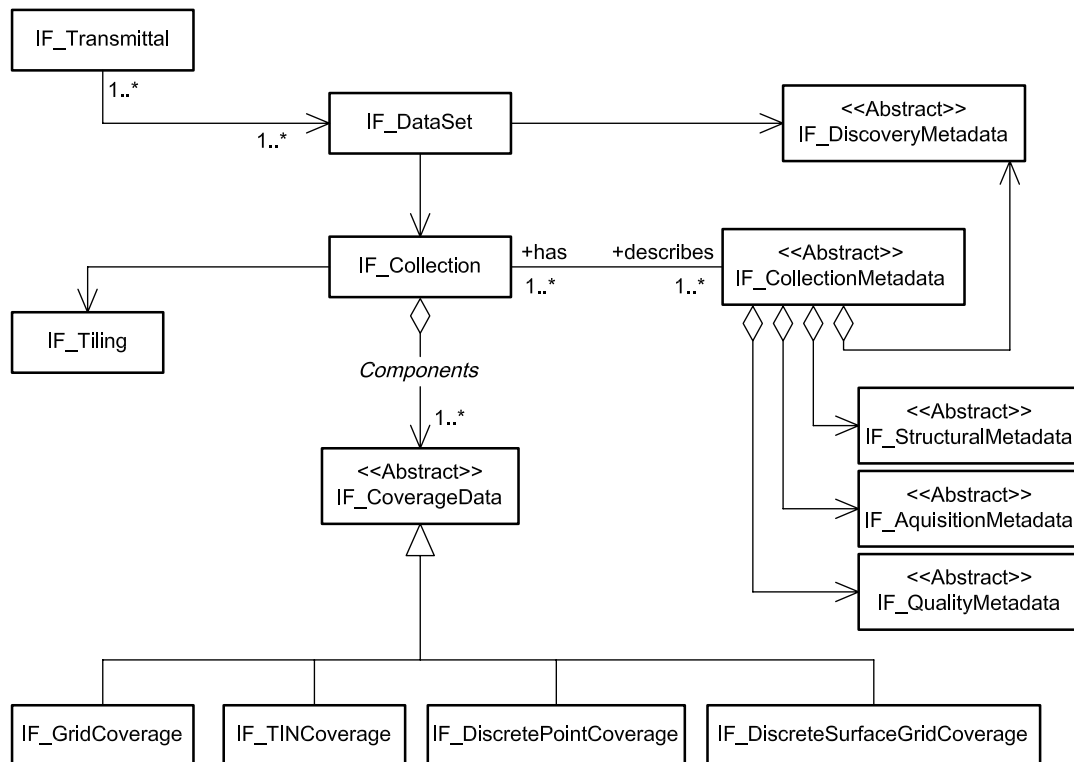 IF_Transmittal
1..*
1..*
IF_DataSet
<<Abstract>>
IF_DiscoveryMetadata
IF_Collection
+has
1..*
+describes
1..*
<<Abstract>>
IF_CollectionMetadata
IF_Tiling
Components
1..*
<<Abstract>>
IF_CoverageData
<<Abstract>>
IF_StructuralMetadata
<<Abstract>>
IF_AquisitionMetadata
<<Abstract>>
IF_QualityMetadata
IF_GridCoverage
IF_TINCoverage
IF_DiscretePointCoverage
IF_DiscreteSurfaceGridCoverage